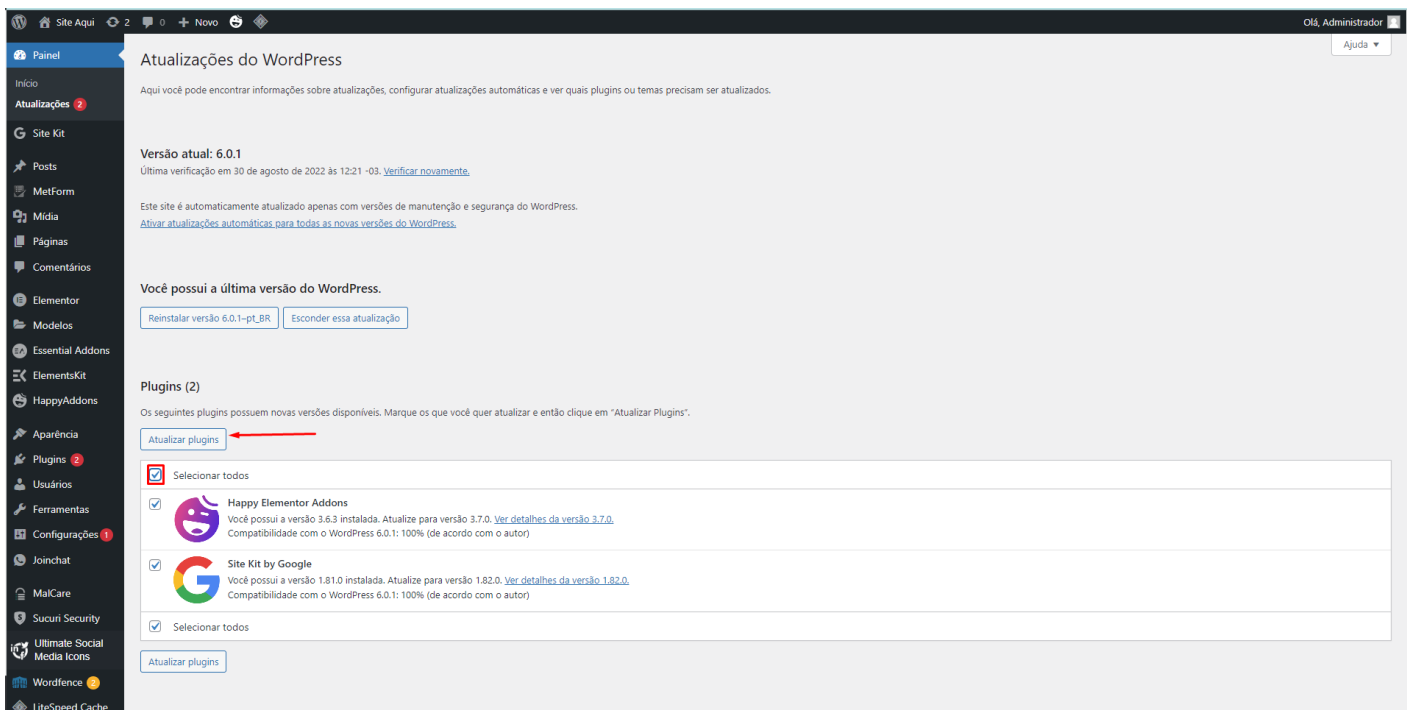 Site Aqui 2 0 + Novo
Olá, Administrador
Ajuda ▼
Painel
Início
Atualizações 2
Site Kit
Posts
MetForm
Mídia
Páginas
Comentários
Elementor
Modelos
Essential Addons
ElementsKit
HappyAddons
Aparência
Plugins 2
Usuários
Ferramentas
Configurações 1
Joinchat
MalCare
Sucuri Security
Ultimate Social
Media Icons
Wordfence 2
LiteSpeed Cache
Atualizações do WordPress
Aqui você pode encontrar informações sobre atualizações, configurar atualizações automáticas e ver quais plugins ou temas precisam ser atualizados.
Versão atual: 6.0.1
Última verificação em 30 de agosto de 2022 às 12:21 -03. Verificar novamente.
Este site é automaticamente atualizado apenas com versões de manutenção e segurança do WordPress.
Ativar atualizações automáticas para todas as novas versões do WordPress.
Você possui a última versão do WordPress.
Reinstalar versão 6.0.1–pt_BR Esconder essa atualização
Plugins (2)
Os seguintes plugins possuem novas versões disponíveis. Marque os que você quer atualizar e então clique em "Atualizar Plugins".
Atualizar plugins
Selecionar todos
Happy Elementor Addons
Você possui a versão 3.6.3 instalada. Atualize para versão 3.7.0. Ver detalhes da versão 3.7.0.
Compatibilidade com o WordPress 6.0.1: 100% (de acordo com o autor)
Site Kit by Google
Você possui a versão 1.81.0 instalada. Atualize para versão 1.82.0. Ver detalhes da versão 1.82.0.
Compatibilidade com o WordPress 6.0.1: 100% (de acordo com o autor)
Selecionar todos
Atualizar plugins